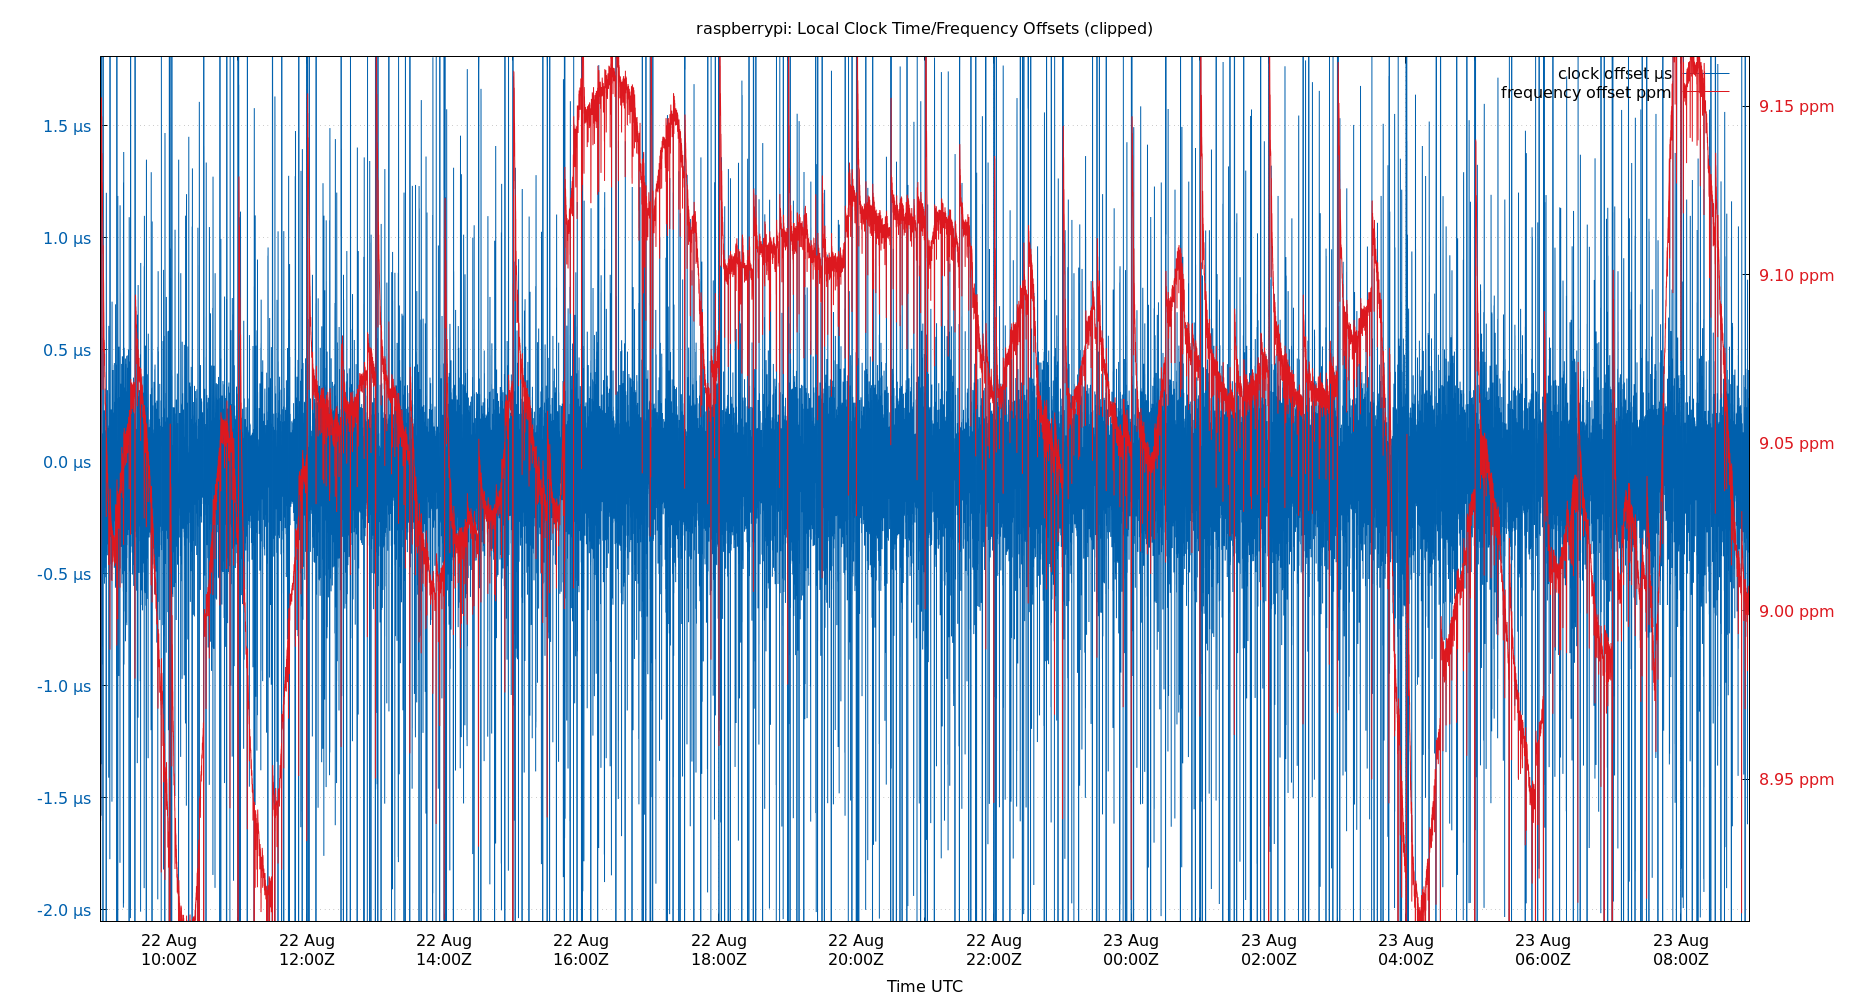 raspberrypi: Local Clock Time/Frequency Offsets (clipped)
clock offset µs
frequency offset ppm
1.5 µs
1.0 µs
0.5 µs
0.0 µs
-0.5 µs
-1.0 µs
-1.5 µs
-2.0 µs
9.15 ppm
9.10 ppm
9.05 ppm
9.00 ppm
8.95 ppm
22 Aug 22 Aug 22 Aug 22 Aug 22 Aug 22 Aug 22 Aug 23 Aug 23 Aug 23 Aug 23 Aug 23 Aug
10:00Z 12:00Z 14:00Z 16:00Z 18:00Z 20:00Z 22:00Z 00:00Z 02:00Z 04:00Z 06:00Z 08:00Z
Time UTC